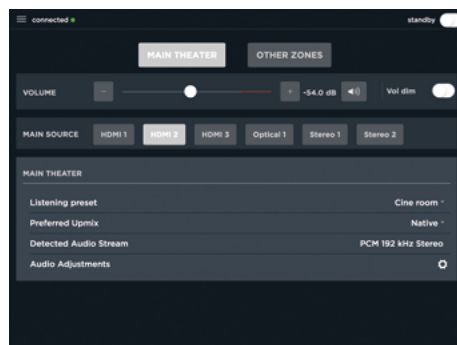 connected
standby
MAIN THEATER
OTHER ZONES
VOLUME - + -54.0 dB Vol dim
MAIN SOURCE HDMI 1 HDMI 2 HDMI 3 Optical 1 Stereo 1 Stereo 2
MAIN THEATER
Listening preset Cine room
Preferred Upmix Native
Detected Audio Stream PCM 192 kHz Stereo
Audio Adjustments